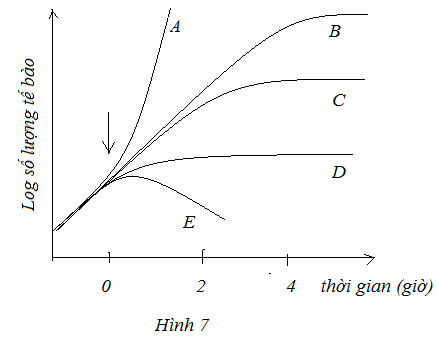 A
B
C
D
E
Log số lượng tế bào
0 2 4 thời gian (giờ)
Hình 7